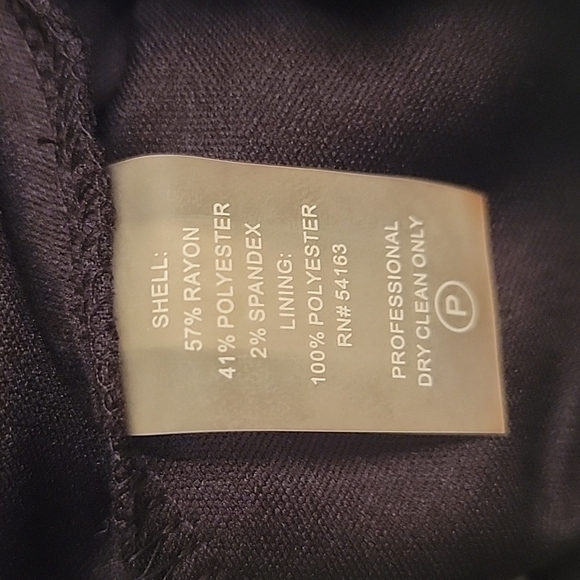 SHELL:
57% RAYON
41% POLYESTER
2% SPANDEX
LINING:
100% POLYESTER
RN# 54163
PROFESSIONAL
DRY CLEAN ONLY
P